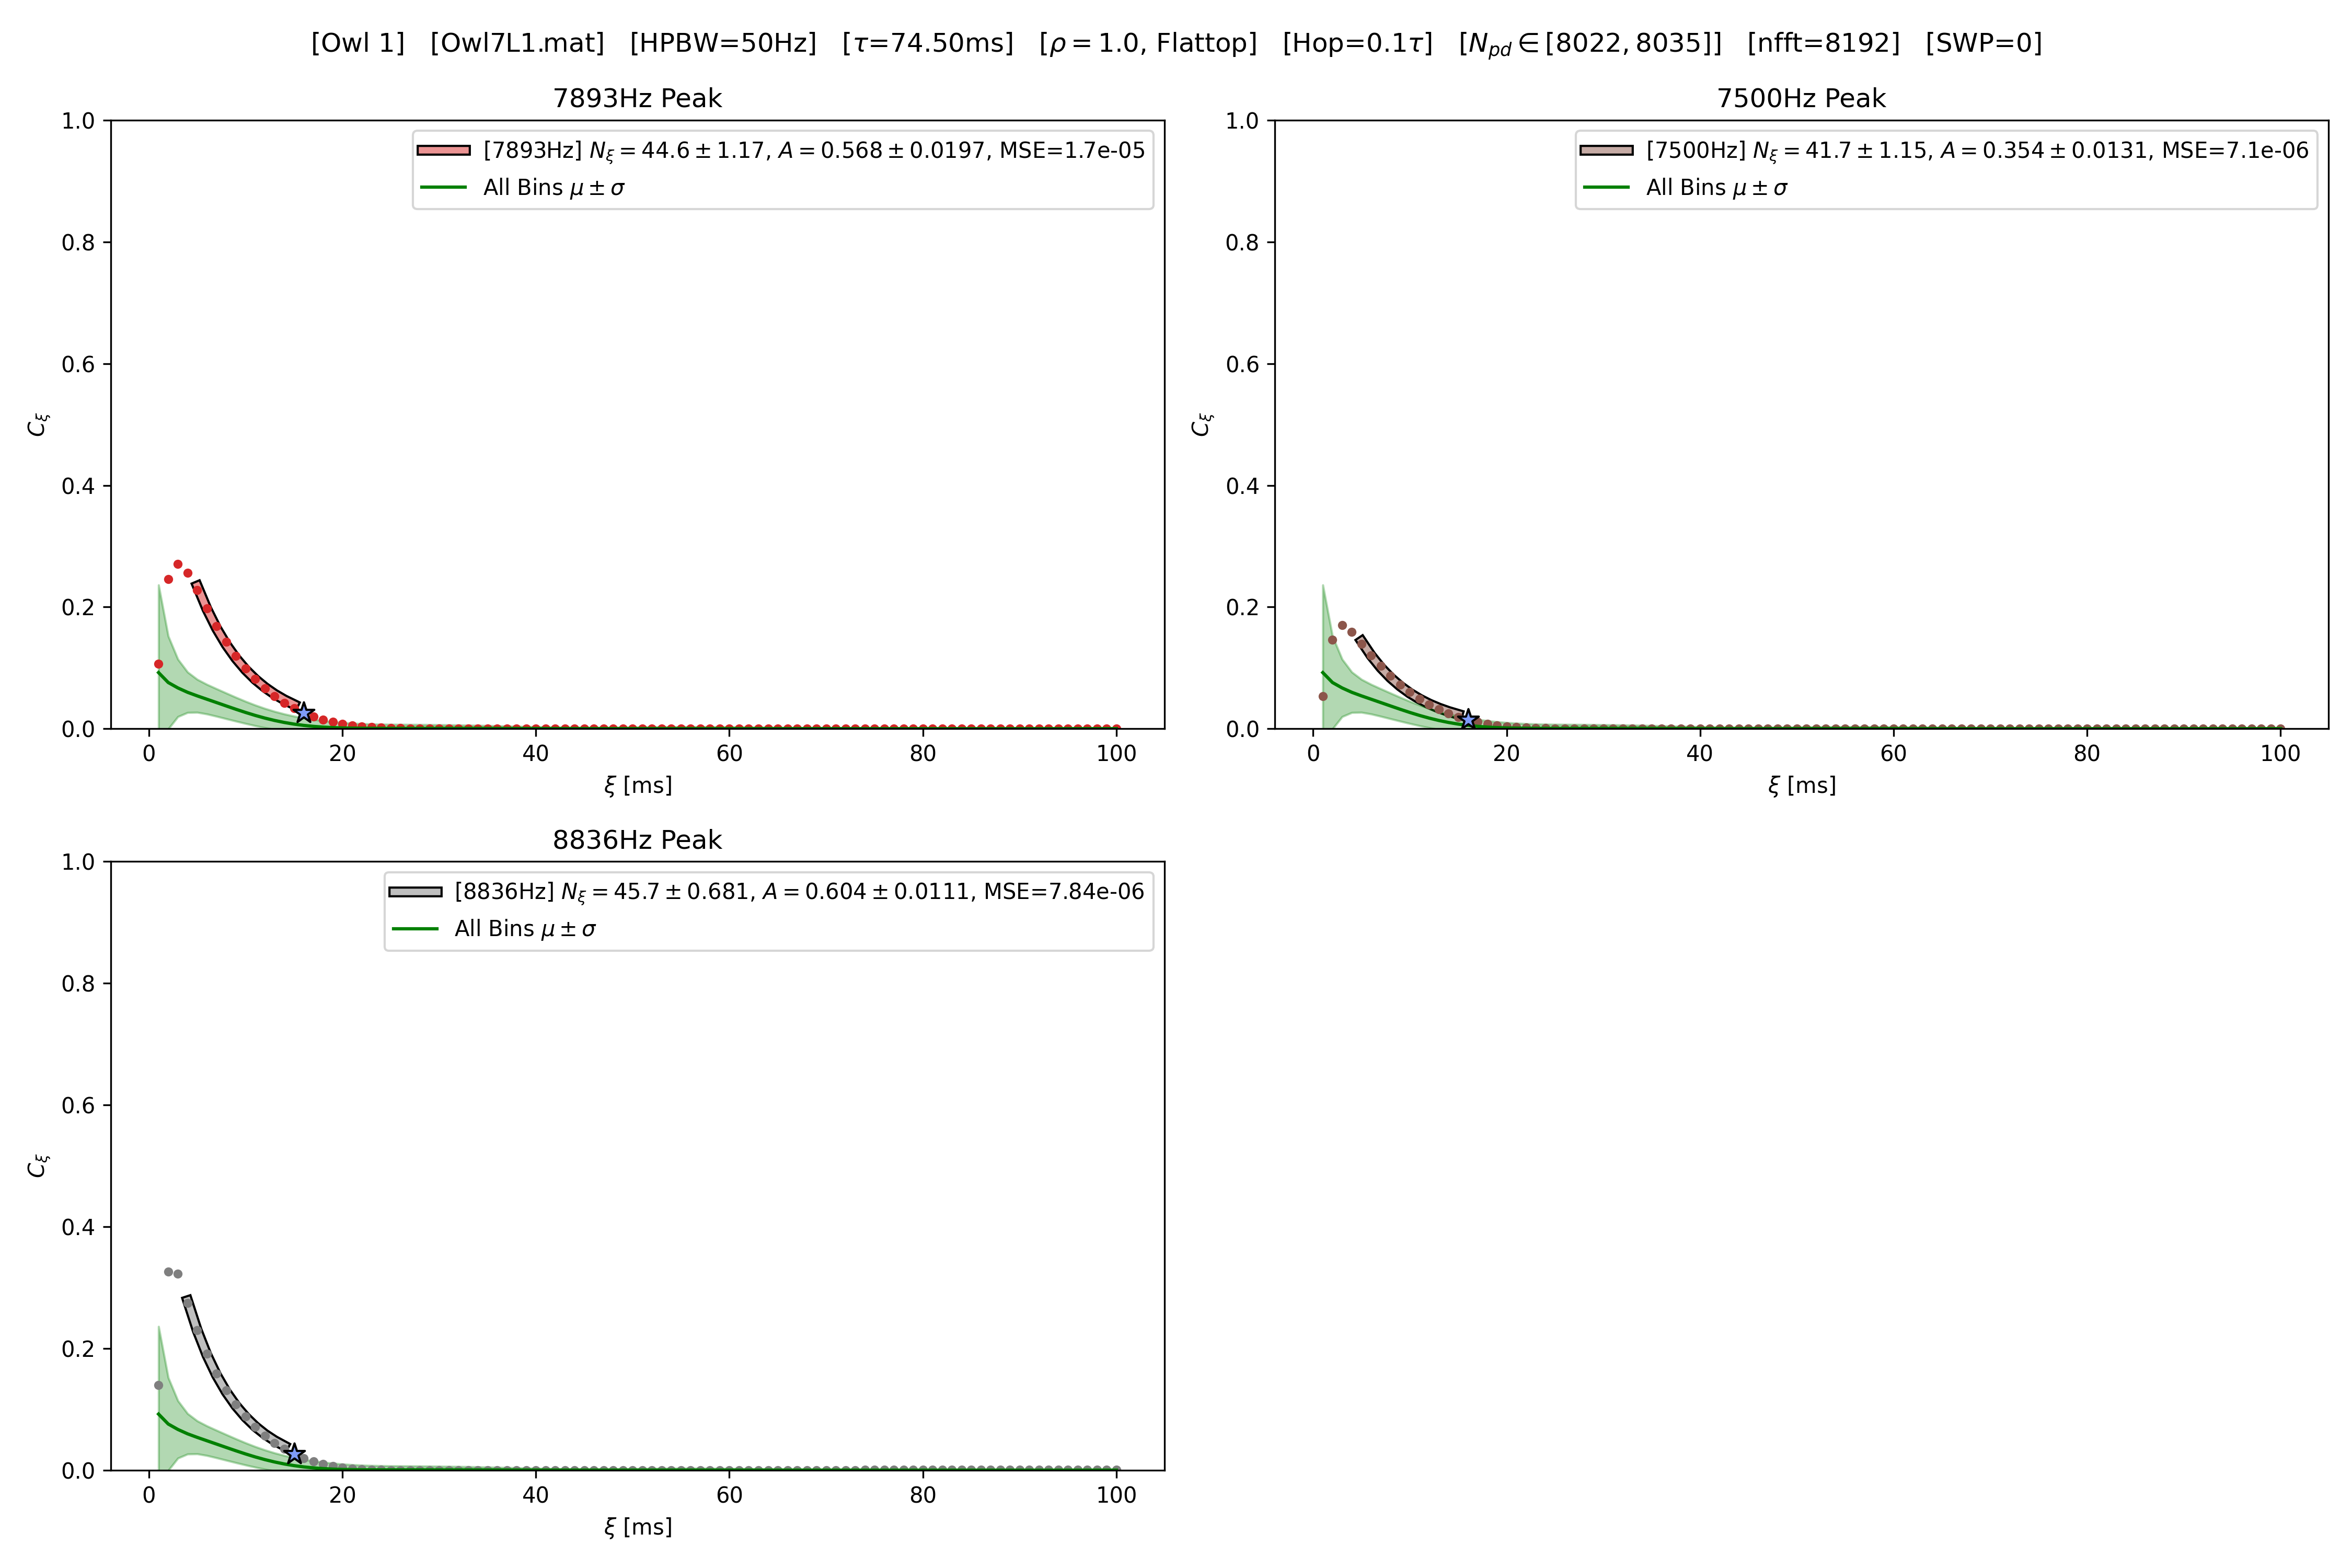 [Owl 1] [Owl7L1.mat] [HPBW=50Hz] [τ=74.50ms] [ρ = 1.0, Flattop] [Hop=0.1τ] [N_pd ∈ [8022, 8035]] [nfft=8192] [SWP=0]
7893Hz Peak
1.0
0.8
0.6
0.4
0.2
0.0
C_ξ
[7893Hz] N_ξ = 44.6 ± 1.17, A = 0.568 ± 0.0197, MSE=1.7e-05
All Bins μ ± σ
0 20 40 60 80 100
ξ [ms]
7500Hz Peak
1.0
0.8
0.6
0.4
0.2
0.0
C_ξ
[7500Hz] N_ξ = 41.7 ± 1.15, A = 0.354 ± 0.0131, MSE=7.1e-06
All Bins μ ± σ
0 20 40 60 80 100
ξ [ms]
8836Hz Peak
1.0
0.8
0.6
0.4
0.2
0.0
C_ξ
[8836Hz] N_ξ = 45.7 ± 0.681, A = 0.604 ± 0.0111, MSE=7.84e-06
All Bins μ ± σ
0 20 40 60 80 100
ξ [ms]